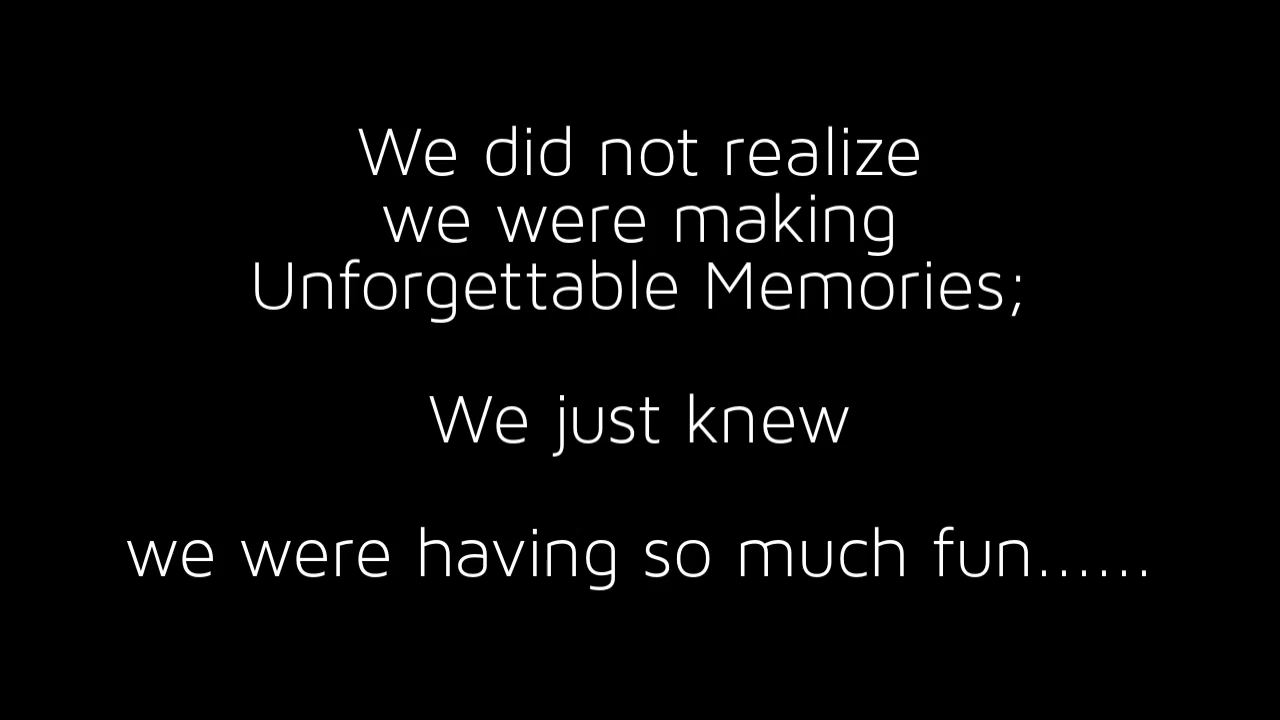 We did not realize
we were making
Unforgettable Memories;
We just knew
we were having so much fun......